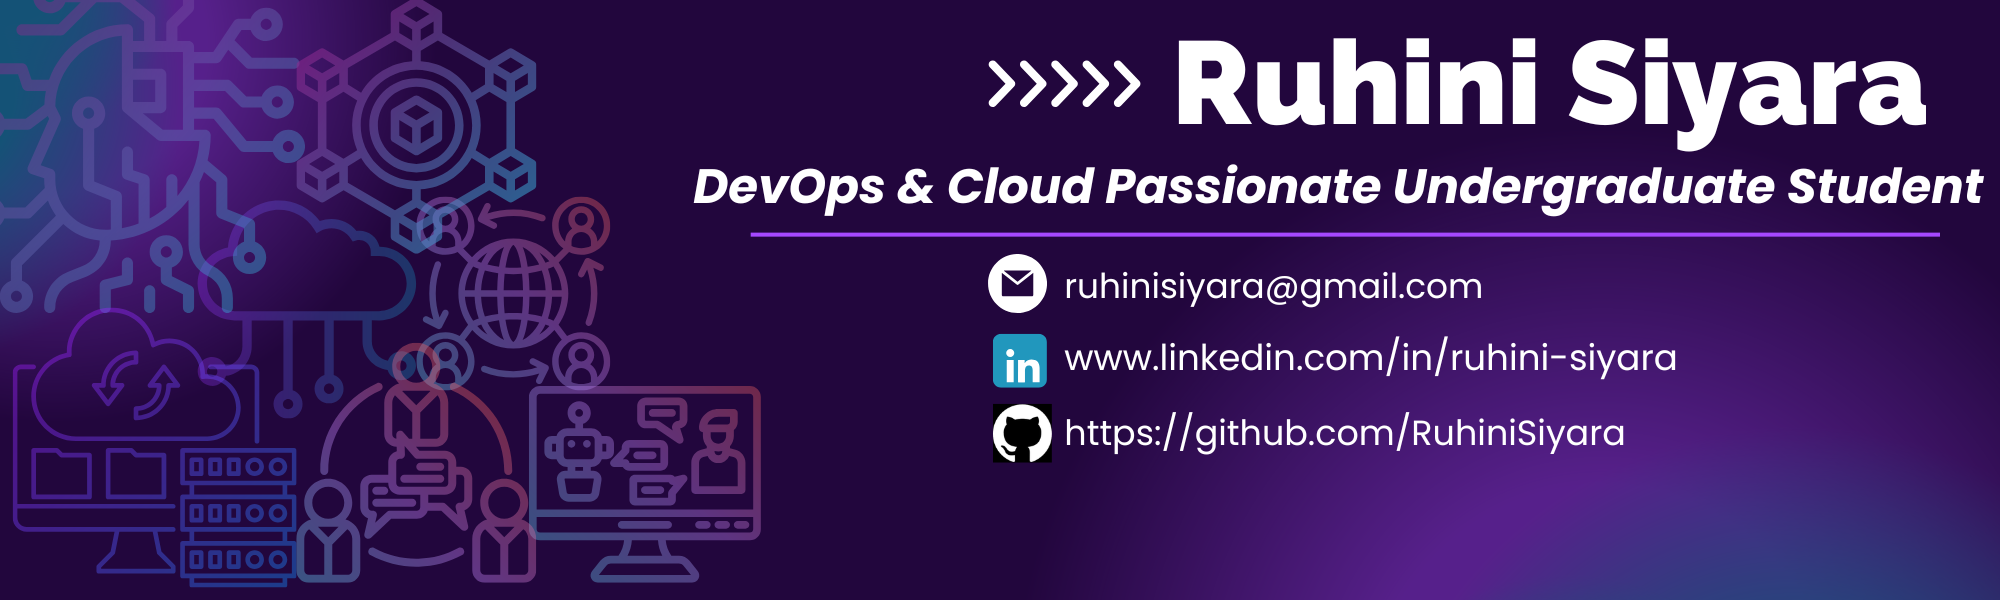 Ruhini Siyara
DevOps & Cloud Passionate Undergraduate Student
ruhinisiyara@gmail.com
in www.linkedin.com/in/ruhini-siyara
https://github.com/RuhiniSiyara